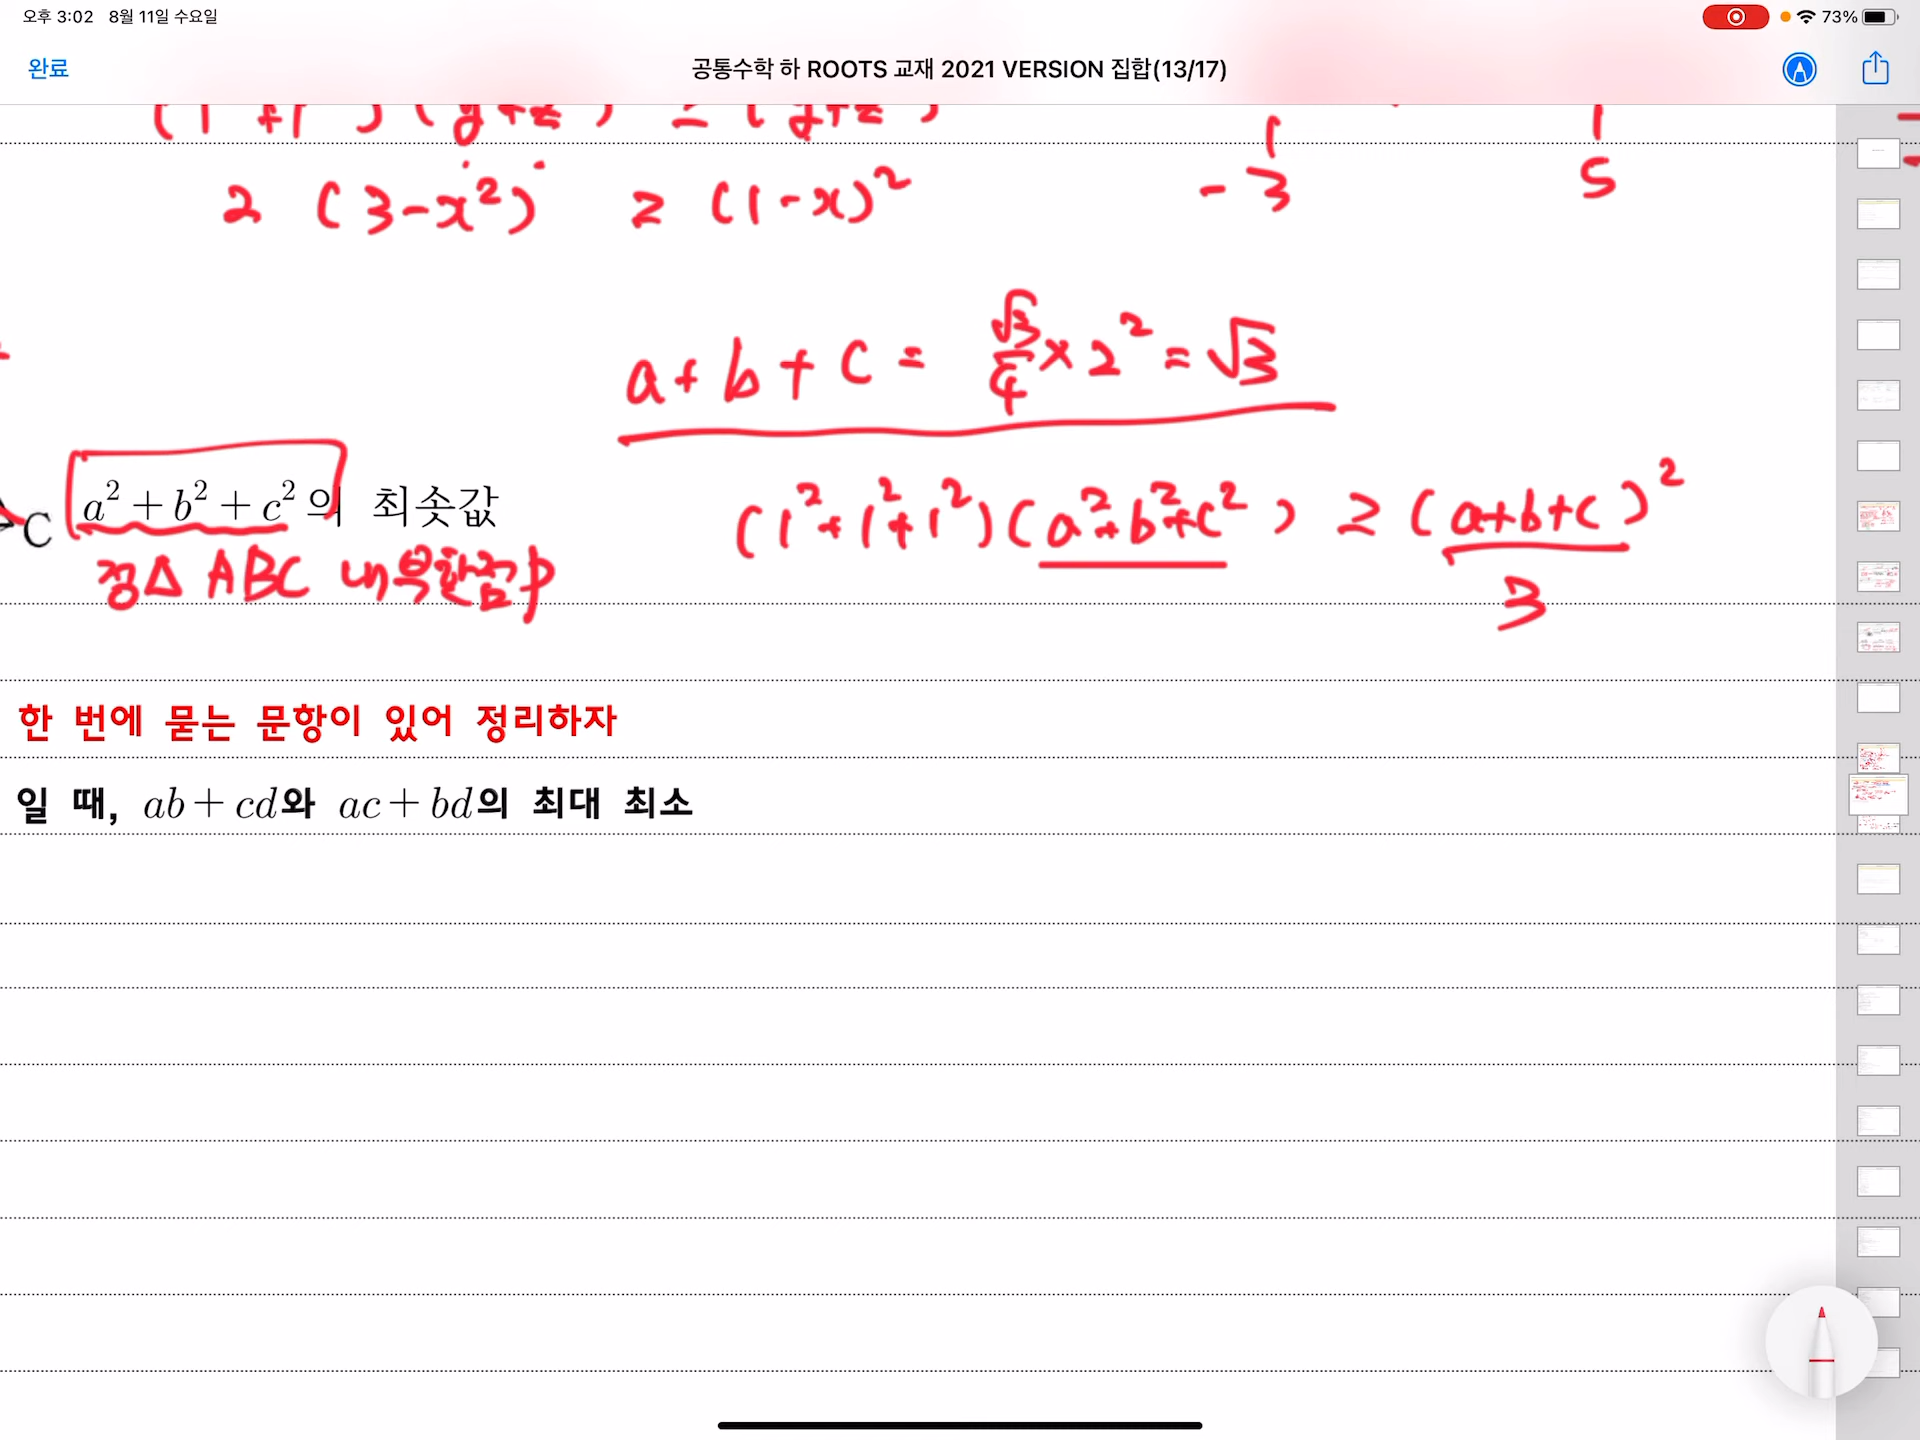 오후 3:02 8월 11일 수요일 73%
완료 공통수학 하 ROOTS 교재 2021 VERSION 집합(13/17)
2 (3-x²) ≥ (1-x)²
1
-3
1
5
a+b+c = √3/4 × 2² = √3
C a² + b² + c² 의 최솟값
(1²+1²+1²)(a²+b²+c²) ≥ (a+b+c)²
정△ ABC 내부한점 P
3
한 번에 묻는 문항이 있어 정리하자
일 때, ab + cd와 ac + bd의 최대 최소